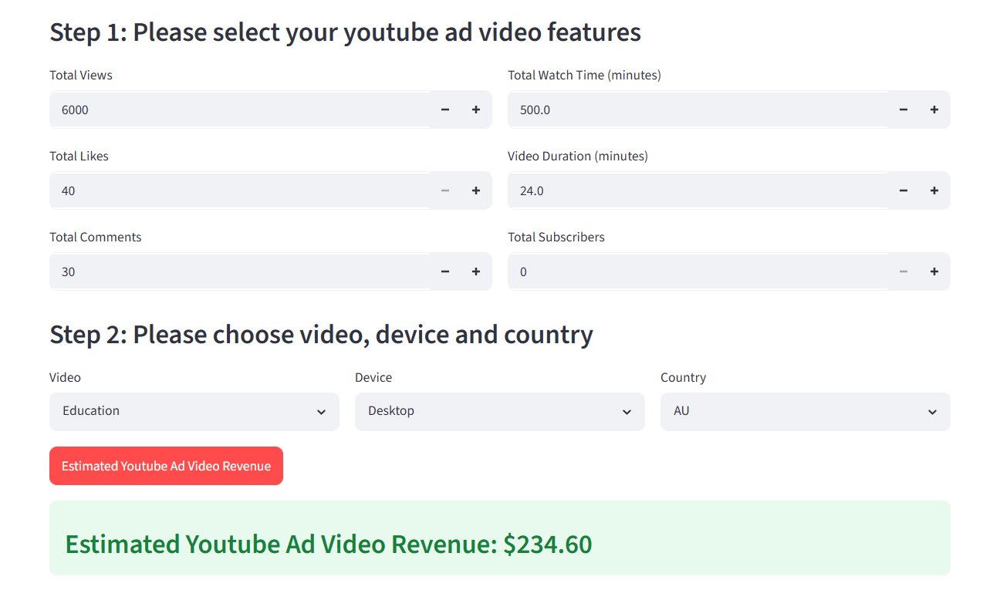 Step 1: Please select your youtube ad video features
Total Views
Total Watch Time (minutes)
6000
500.0
Total Likes
Video Duration (minutes)
40
24.0
Total Comments
Total Subscribers
30
0
Step 2: Please choose video, device and country
Video
Device
Country
Education
Desktop
AU
Estimated Youtube Ad Video Revenue
Estimated Youtube Ad Video Revenue: $234.60